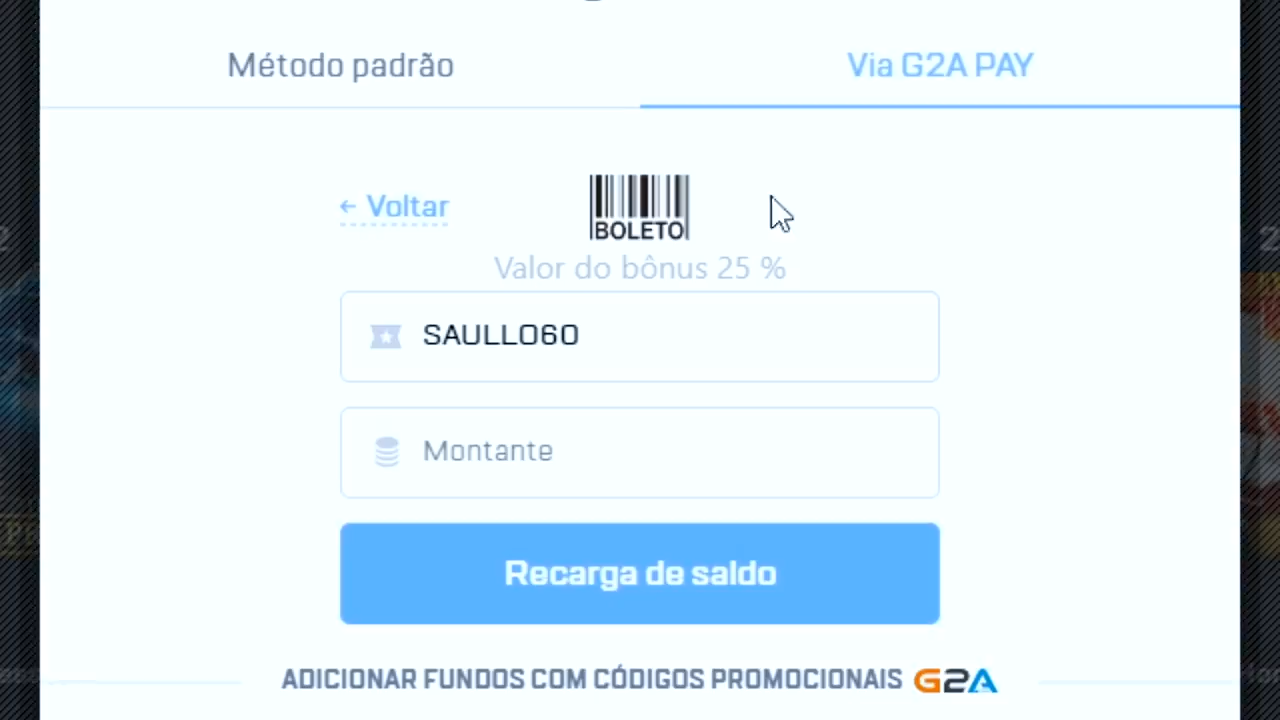 Método padrão
Via G2A PAY
← Voltar
BOLETO
Valor do bônus 25 %
SAULLO60
Montante
Recarga de saldo
ADICIONAR FUNDOS COM CÓDIGOS PROMOCIONAIS G2A